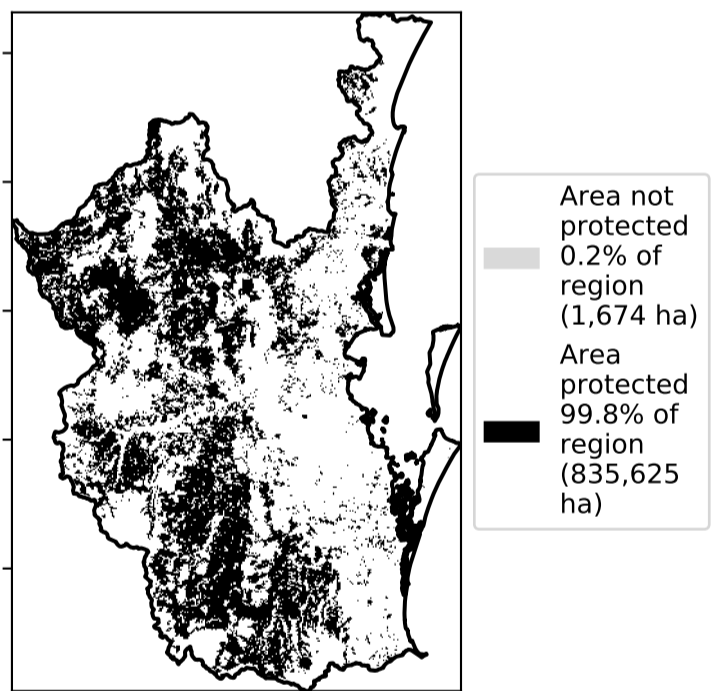 Area not
protected
0.2% of
region
(1,674 ha)
Area
protected
99.8% of
region
(835,625
ha)